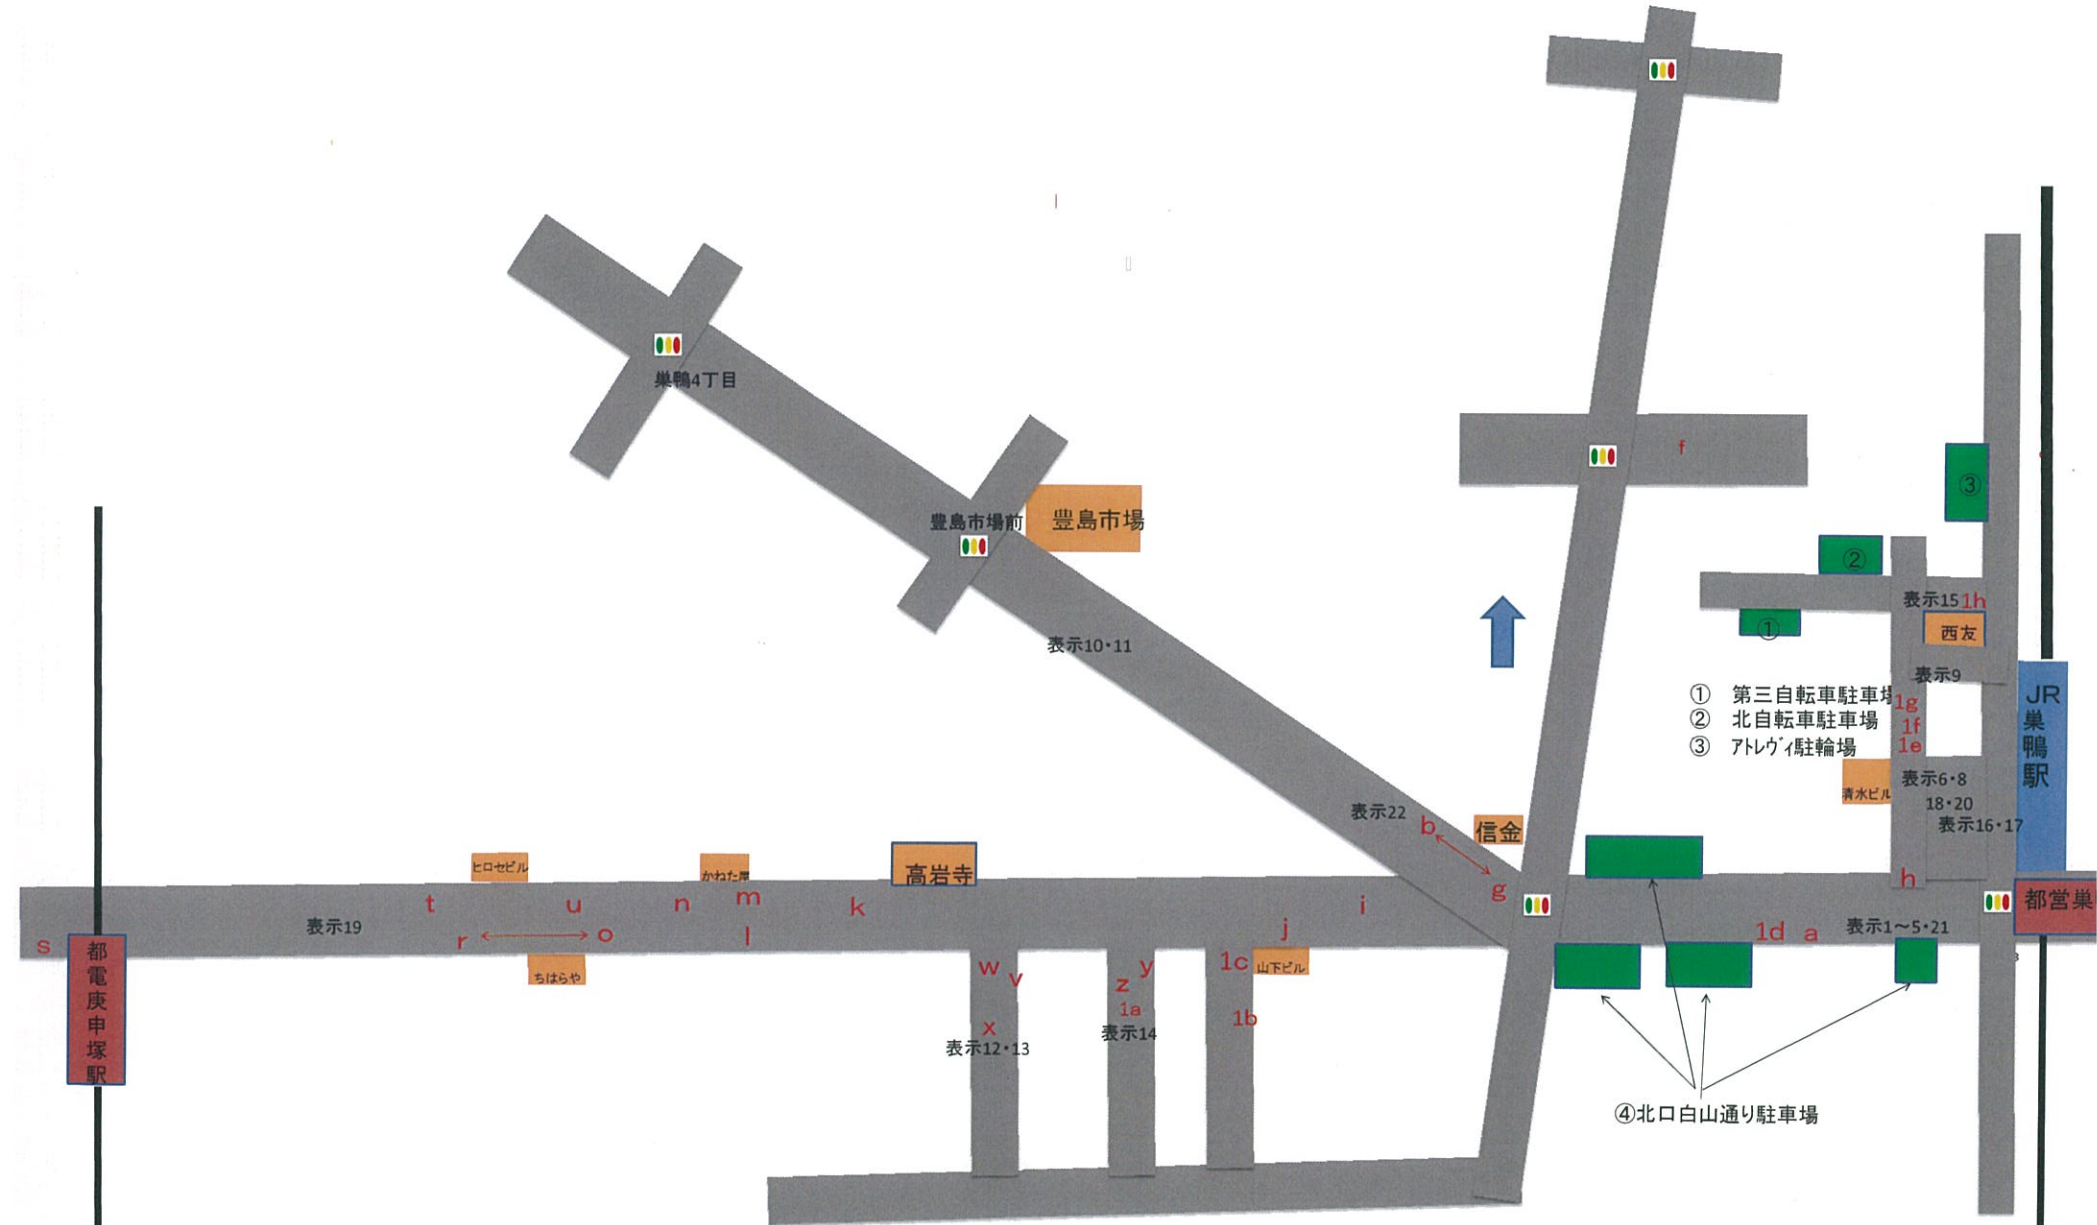 巣鴨4丁目
f
③
豊島市場前
豊島市場
②
表示15
1h
①
西友
表示10・11
表示9
① 第三自転車駐車場
② 北自転車駐車場
③ アトレヴィ駐輪場
1g
1f
1e
JR巣鴨駅
清水ビル
表示6・8
18・20
表示16・17
表示22
b
信金
ヒロセビル
かねた屋
高岩寺
h
t
u
n
m
k
i
g
都営巣
表示19
s
r
o
l
j
1d
a
表示1~5・21
都電庚申塚駅
ちはらや
w
v
y
z
1c
山下ビル
1a
1b
x
表示12・13
表示14
④北口白山通り駐車場